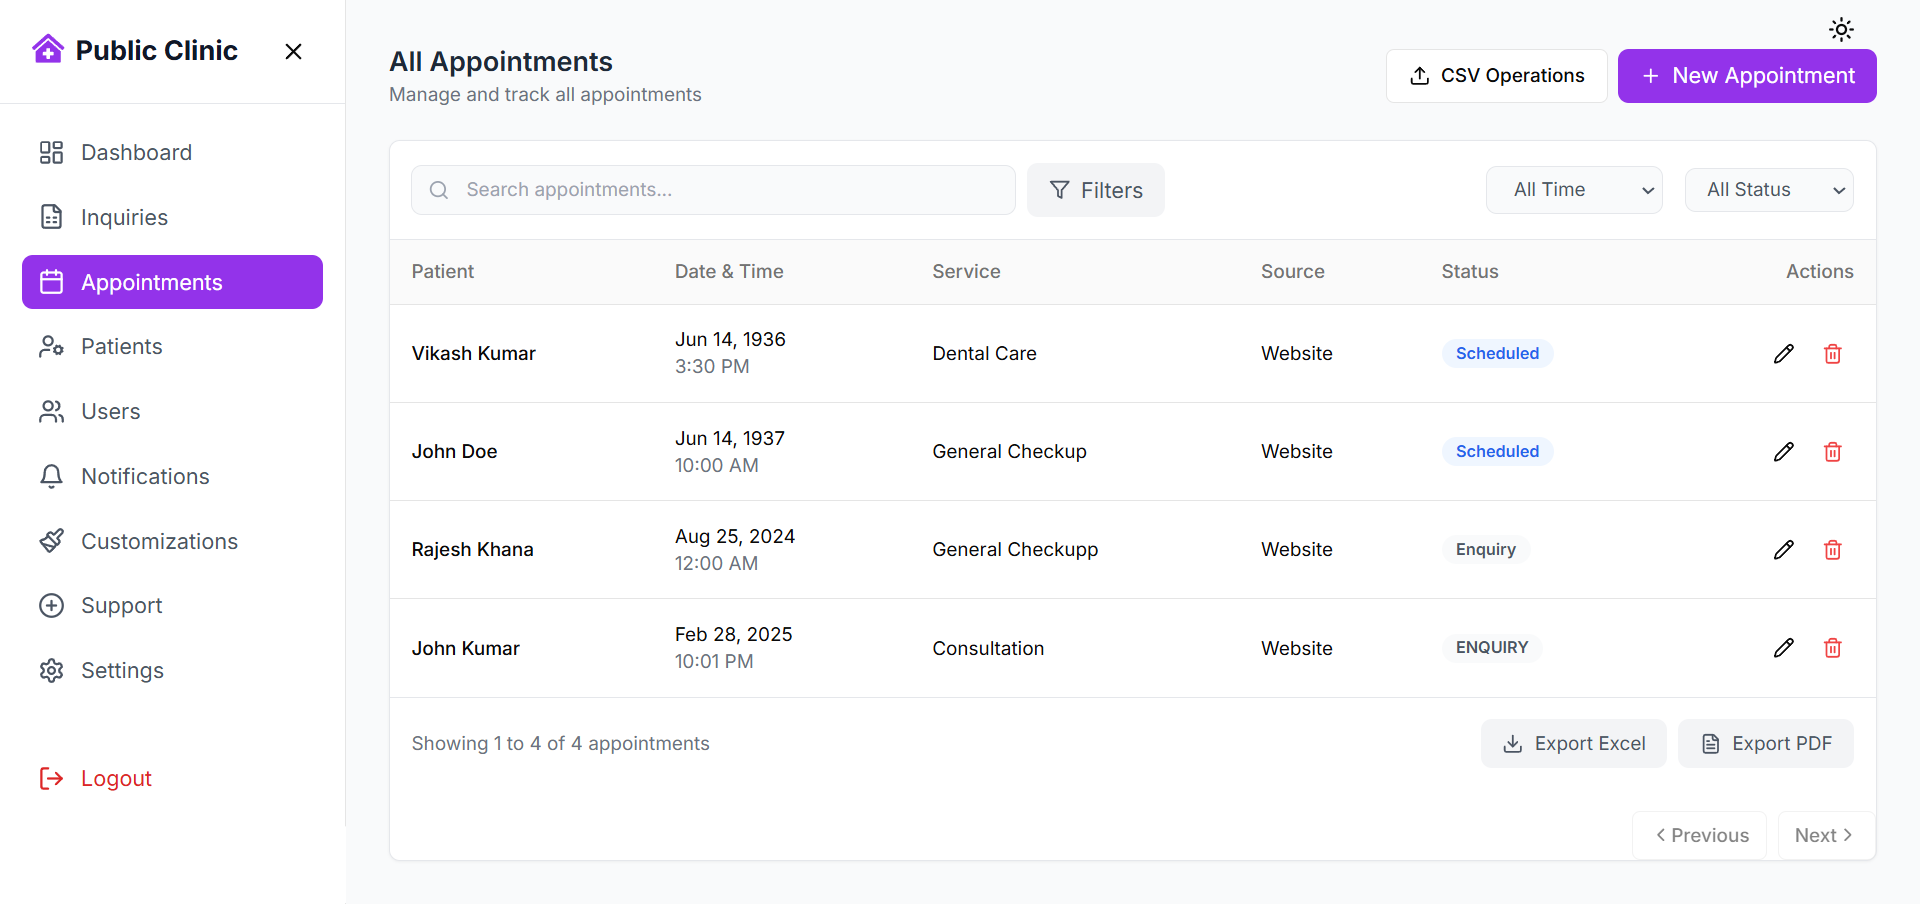 Public Clinic
Dashboard
Inquiries
Appointments
Patients
Users
Notifications
Customizations
Support
Settings
Logout
All Appointments
Manage and track all appointments
CSV Operations
New Appointment
Search appointments...
Filters
All Time
All Status
Patient Date & Time Service Source Status Actions
Vikash Kumar Jun 14, 1936 Dental Care Website Scheduled
3:30 PM
John Doe Jun 14, 1937 General Checkup Website Scheduled
10:00 AM
Rajesh Khana Aug 25, 2024 General Checkupp Website Enquiry
12:00 AM
John Kumar Feb 28, 2025 Consultation Website ENQUIRY
10:01 PM
Showing 1 to 4 of 4 appointments
Export Excel
Export PDF
Previous
Next